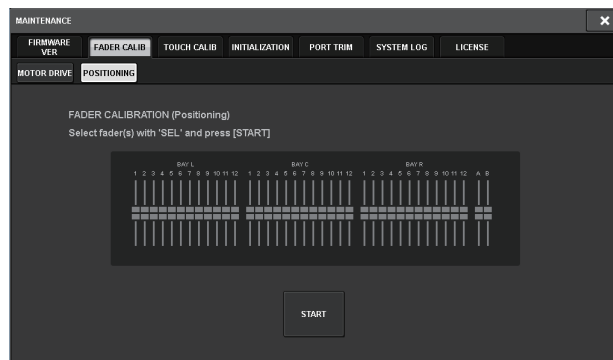 MAINTENANCE
FIRMWARE VER
FADER CALIB
TOUCH CALIB
INITIALIZATION
PORT TRIM
SYSTEM LOG
LICENSE
MOTOR DRIVE
POSITIONING
FADER CALIBRATION (Positioning)
Select fader(s) with 'SEL' and press [START]
BAY L
BAY C
BAY R
1 2 3 4 5 6 7 8 9 10 11 12 1 2 3 4 5 6 7 8 9 10 11 12 1 2 3 4 5 6 7 8 9 10 11 12 A B
START